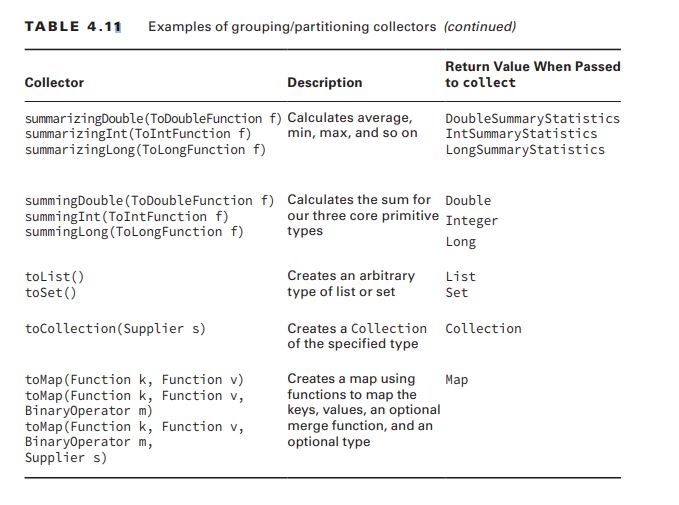 TABLE 4.11 Examples of grouping/partitioning collectors (continued)
Collector Description Return Value When Passed to collect
summarizingDouble(ToDoubleFunction f) Calculates average, DoubleSummaryStatistics
summarizingInt(ToIntFunction f) min, max, and so on IntSummaryStatistics
summarizingLong(ToLongFunction f) LongSummaryStatistics
summingDouble(ToDoubleFunction f) Calculates the sum for Double
summingInt(ToIntFunction f) our three core primitive Integer
summingLong(ToLongFunction f) types Long
toList() Creates an arbitrary List
toSet() type of list or set Set
toCollection(Supplier s) Creates a Collection Collection
of the specified type
toMap(Function k, Function v) Creates a map using Map
toMap(Function k, Function v, functions to map the
BinaryOperator m) keys, values, an optional
toMap(Function k, Function v, merge function, and an
BinaryOperator m, optional type
Supplier s)